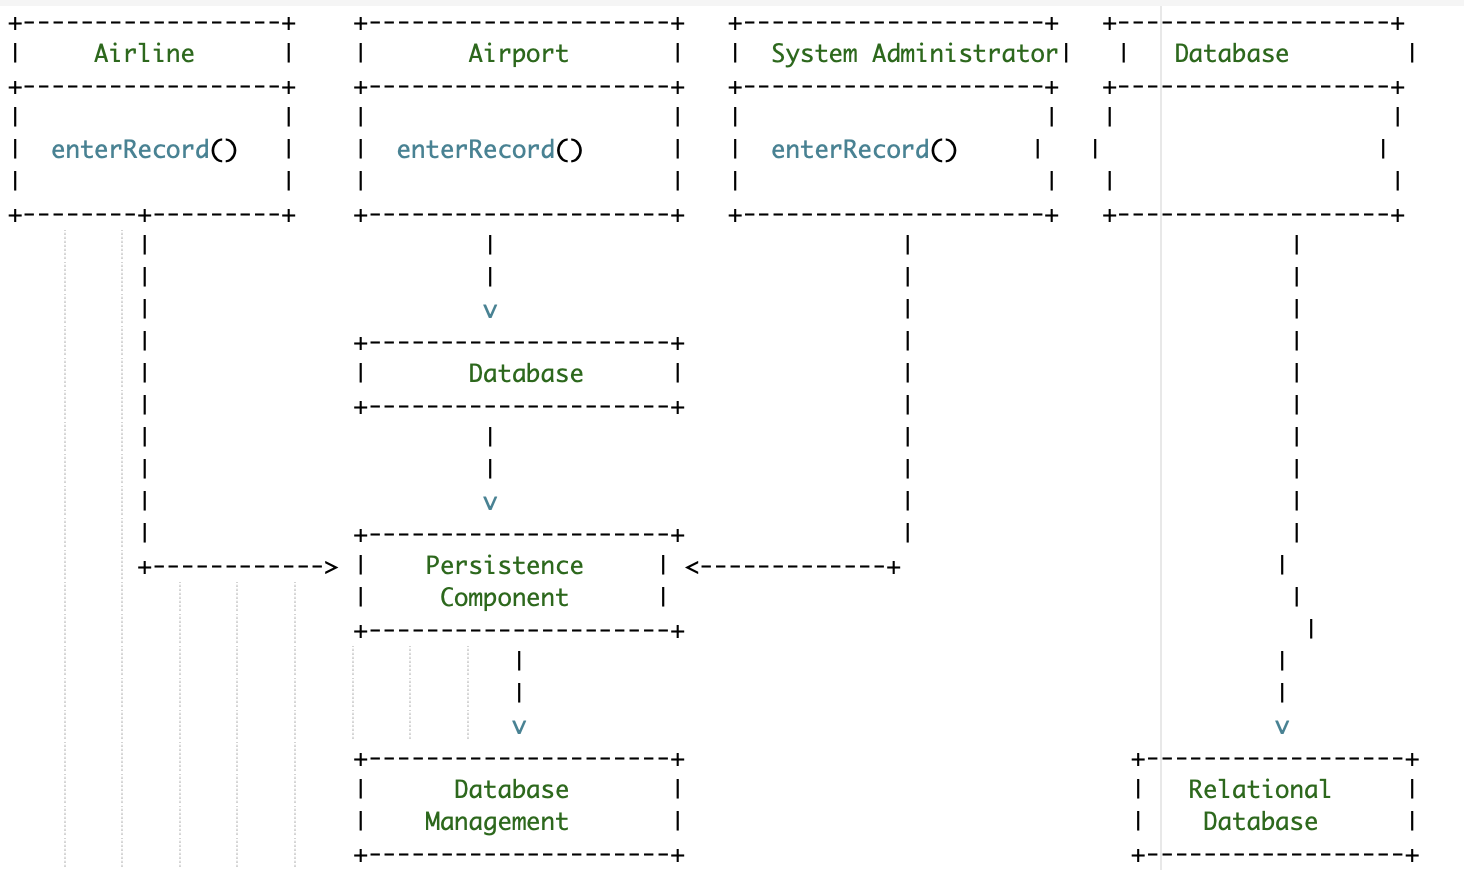 Airline Airport System Administrator Database
enterRecord() enterRecord() enterRecord()
v
Database
v
Persistence
Component
v v
Database Relational
Management Database